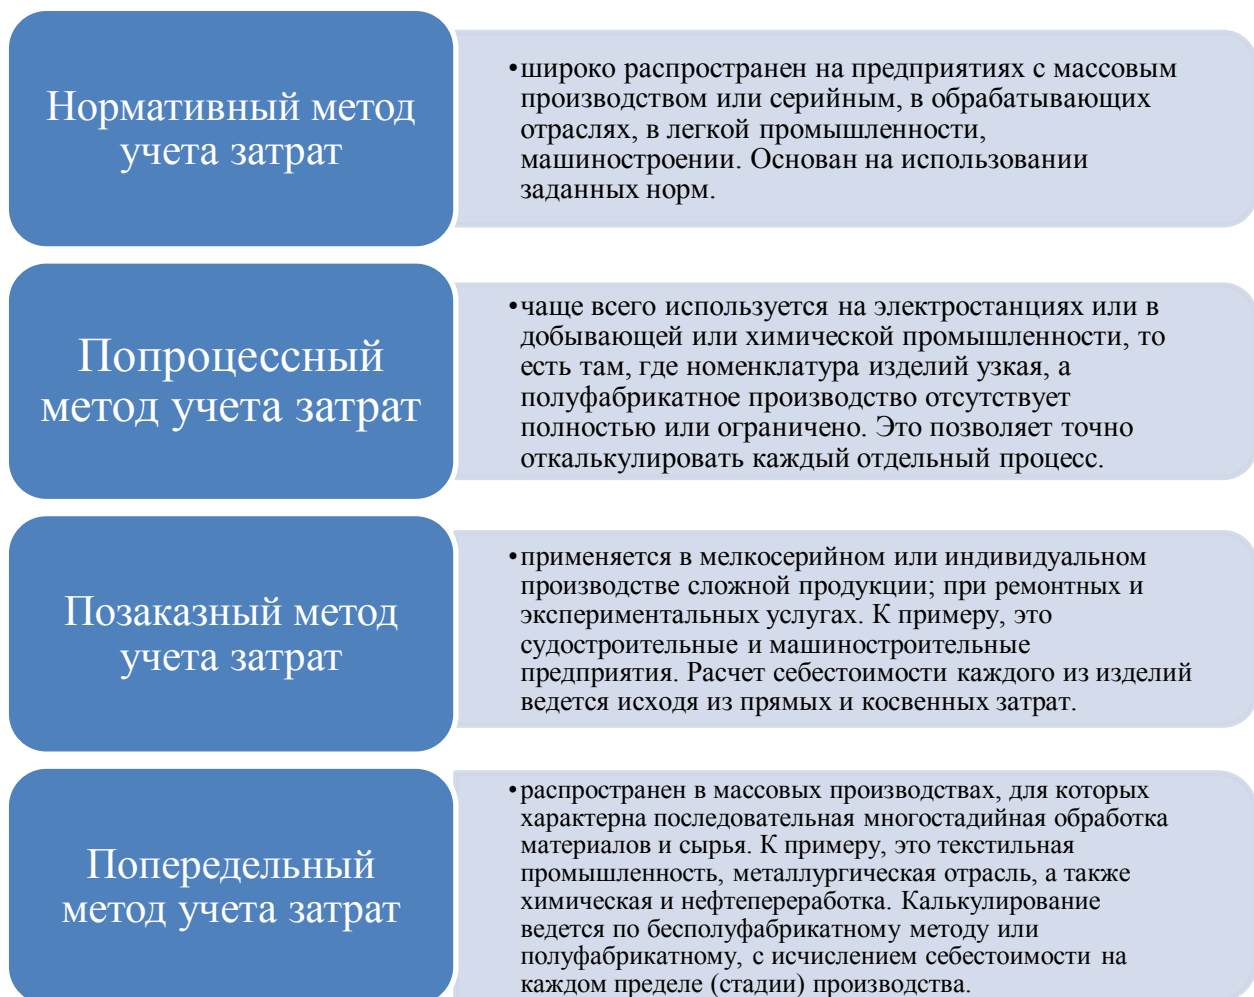 Нормативный метод
учета затрат
•широко распространен на предприятиях с массовым
производством или серийным, в обрабатывающих
отраслях, в легкой промышленности,
машиностроении. Основан на использовании
заданных норм.
Попроцессный
метод учета затрат
•чаще всего используется на электростанциях или в
добывающей или химической промышленности, то
есть там, где номенклатура изделий узкая, а
полуфабрикатное производство отсутствует
полностью или ограничено. Это позволяет точно
откалькулировать каждый отдельный процесс.
Позаказный метод
учета затрат
•применяется в мелкосерийном или индивидуальном
производстве сложной продукции; при ремонтных и
экспериментальных услугах. К примеру, это
судостроительные и машиностроительные
предприятия. Расчет себестоимости каждого из изделий
ведется исходя из прямых и косвенных затрат.
Попередельный
метод учета затрат
•распространен в массовых производствах, для которых
характерна последовательная многостадийная обработка
материалов и сырья. К примеру, это текстильная
промышленность, металлургическая отрасль, а также
химическая и нефтепереработка. Калькулирование
ведется по бесполуфабрикатному методу или
полуфабрикатному, с исчислением себестоимости на
каждом пределе (стадии) производства.